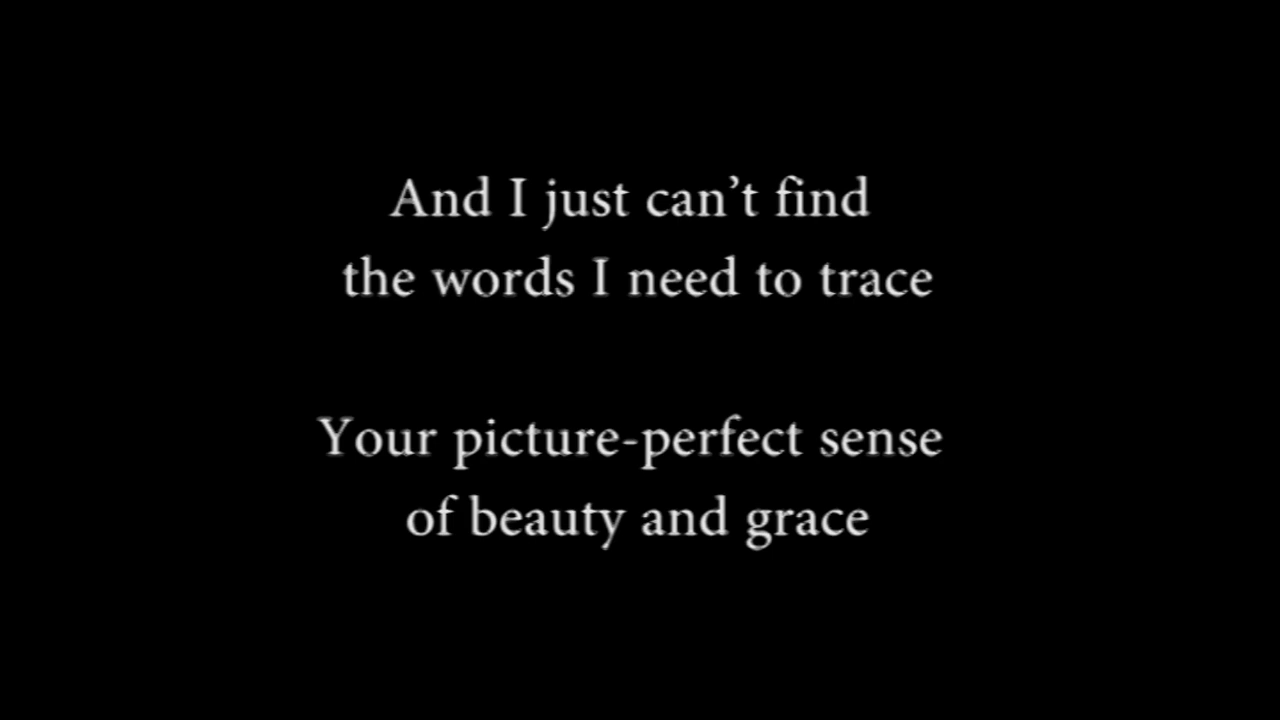 And I just can’t find
the words I need to trace
Your picture-perfect sense
of beauty and grace